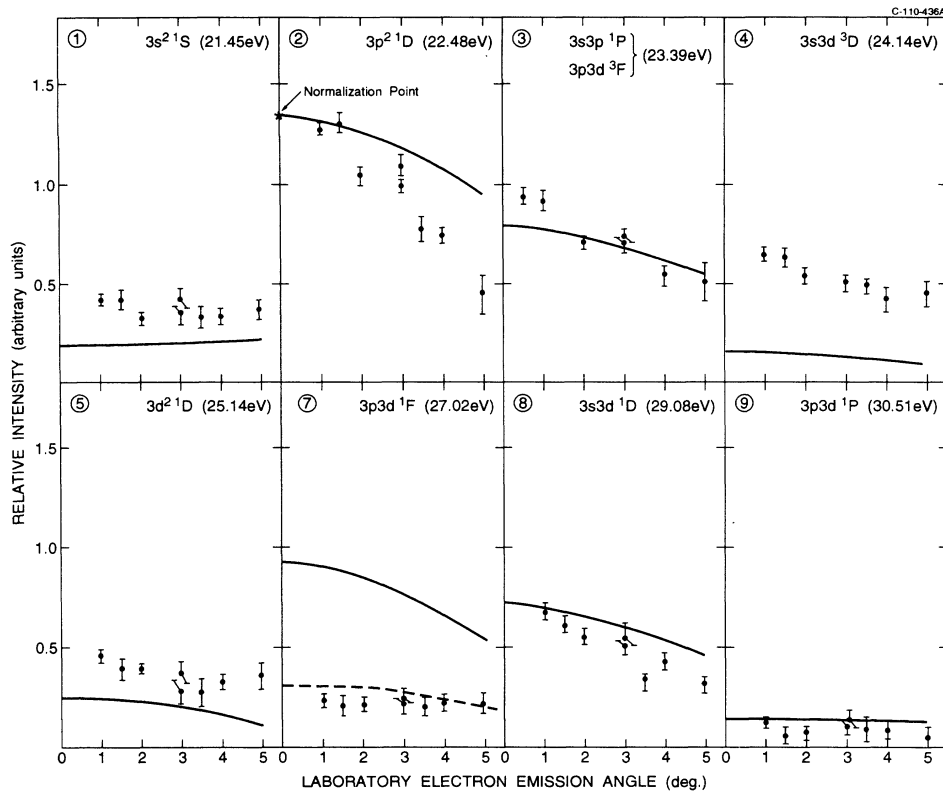 C-110-436A
① 3s² ¹S (21.45eV)
② 3p² ¹D (22.48eV)
③ 3s3p ¹P
3p3d ³F
(23.39eV)
④ 3s3d ³D (24.14eV)
Normalization Point
1.5
1.0
0.5
⑤ 3d² ¹D (25.14eV)
⑦ 3p3d ¹F (27.02eV)
⑧ 3s3d ¹D (29.08eV)
⑨ 3p3d ¹P (30.51eV)
1.5
1.0
0.5
RELATIVE INTENSITY (arbitrary units)
0 1 2 3 4 5 0 1 2 3 4 5 0 1 2 3 4 5 0 1 2 3 4 5
LABORATORY ELECTRON EMISSION ANGLE (deg.)